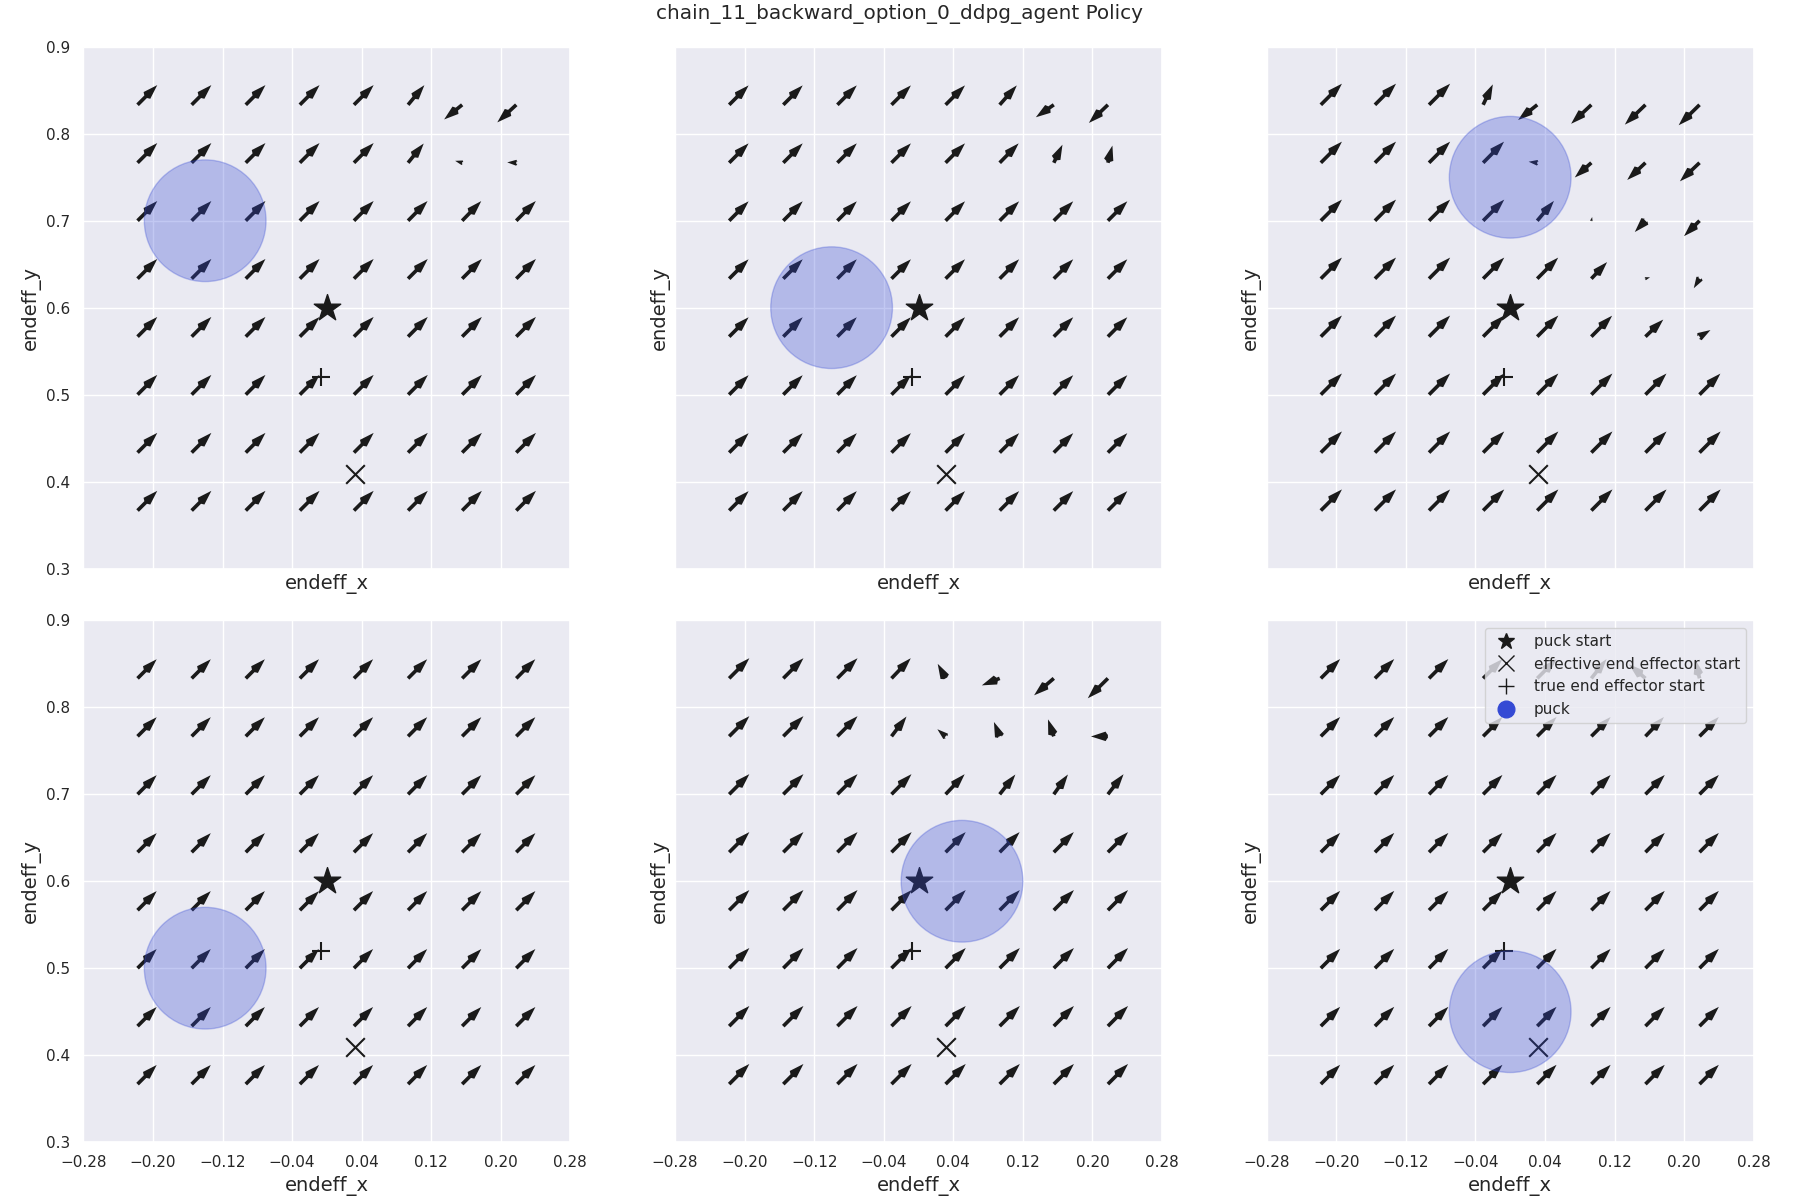 chain_11_backward_option_0_ddpg_agent Policy
0.9
0.8
0.7
0.6
0.5
0.4
0.3
endeff_y
endeff_x
endeff_y
endeff_x
endeff_y
endeff_x
0.9
0.8
0.7
0.6
0.5
0.4
0.3
endeff_y
−0.28 −0.20 −0.12 −0.04 0.04 0.12 0.20 0.28
endeff_x
endeff_y
−0.28 −0.20 −0.12 −0.04 0.04 0.12 0.20 0.28
endeff_x
puck start
effective end effector start
true end effector start
puck
endeff_y
−0.28 −0.20 −0.12 −0.04 0.04 0.12 0.20 0.28
endeff_x